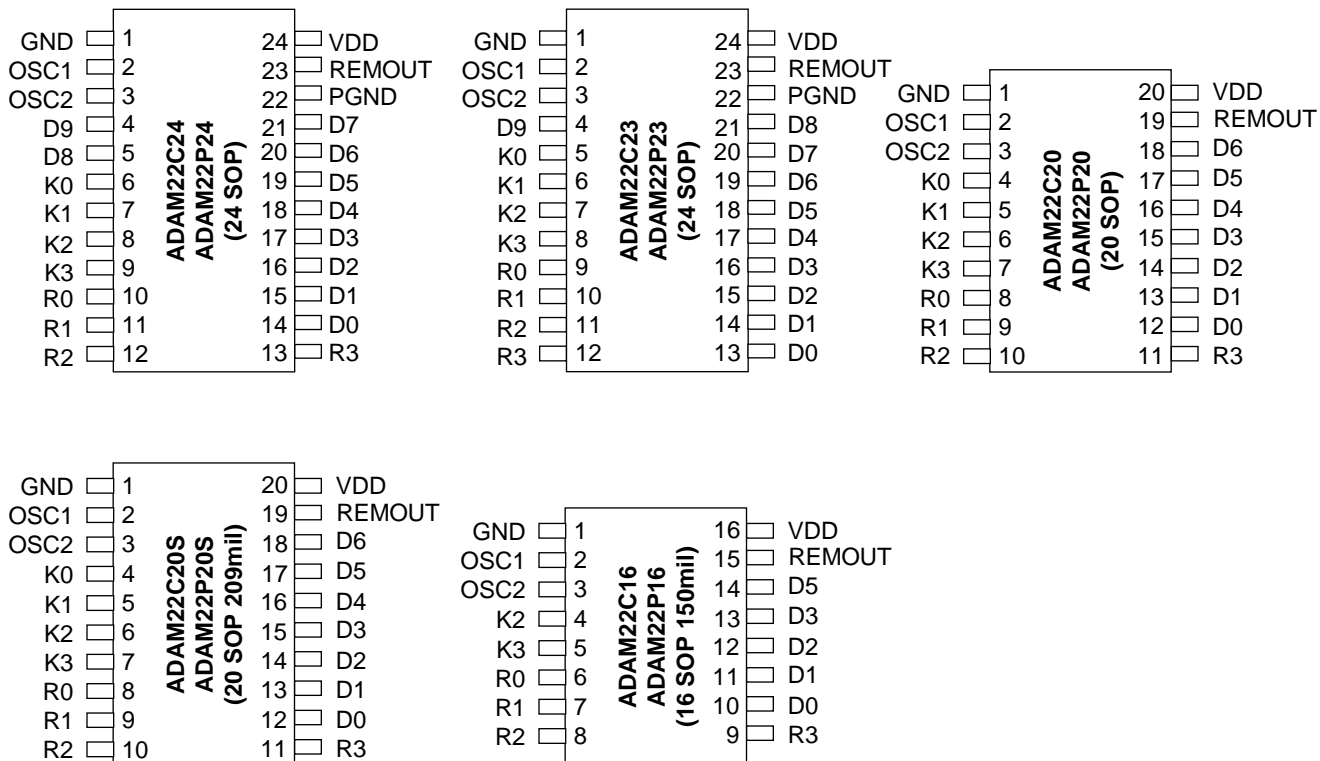 GND 1 24 VDD
OSC1 2 23 REMOUT
OSC2 3 22 PGND
D9 4 21 D7
D8 5 20 D6
K0 6 19 D5
K1 7 18 D4
K2 8 17 D3
K3 9 16 D2
R0 10 15 D1
R1 11 14 D0
R2 12 13 R3
ADAM22C24
ADAM22P24
(24 SOP)
GND 1 24 VDD
OSC1 2 23 REMOUT
OSC2 3 22 PGND
D9 4 21 D8
K0 5 20 D7
K1 6 19 D6
K2 7 18 D5
K3 8 17 D4
R0 9 16 D3
R1 10 15 D2
R2 11 14 D1
R3 12 13 D0
ADAM22C23
ADAM22P23
(24 SOP)
GND 1 20 VDD
OSC1 2 19 REMOUT
OSC2 3 18 D6
K0 4 17 D5
K1 5 16 D4
K2 6 15 D3
K3 7 14 D2
R0 8 13 D1
R1 9 12 D0
R2 10 11 R3
ADAM22C20
ADAM22P20
(20 SOP)
GND 1 20 VDD
OSC1 2 19 REMOUT
OSC2 3 18 D6
K0 4 17 D5
K1 5 16 D4
K2 6 15 D3
K3 7 14 D2
R0 8 13 D1
R1 9 12 D0
R2 10 11 R3
ADAM22C20S
ADAM22P20S
(20 SOP 209mil)
GND 1 16 VDD
OSC1 2 15 REMOUT
OSC2 3 14 D5
K2 4 13 D3
K3 5 12 D2
R0 6 11 D1
R1 7 10 D0
R2 8 9 R3
ADAM22C16
ADAM22P16
(16 SOP 150mil)